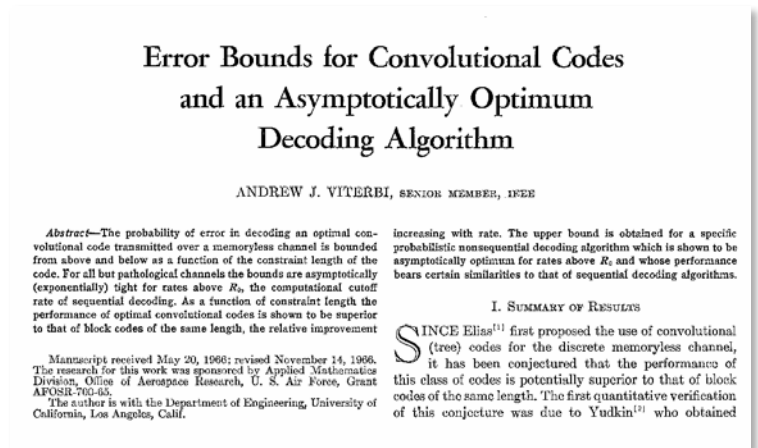 Error Bounds for Convolutional Codes
and an Asymptotically Optimum
Decoding Algorithm
ANDREW J. VITERBI, SENIOR MEMBER, IEEE
Abstract—The probability of error in decoding an optimal con-
volutional code transmitted over a memoryless channel is bounded
from above and below as a function of the constraint length of the
code. For all but pathological channels the bounds are asymptotically
(exponentially) tight for rates above R₀, the computational cutoff
rate of sequential decoding. As a function of constraint length the
performance of optimal convolutional codes is shown to be superior
to that of block codes of the same length, the relative improvement
Manuscript received May 20, 1966; revised November 14, 1966.
The research for this work was sponsored by Applied Mathematics
Division, Office of Aerospace Research, U. S. Air Force, Grant
AFOSR-700-65.
The author is with the Department of Engineering, University of
California, Los Angeles, Calif.
increasing with rate. The upper bound is obtained for a specific
probabilistic nonsequential decoding algorithm which is shown to be
asymptotically optimum for rates above R₀ and whose performance
bears certain similarities to that of sequential decoding algorithms.
I. SUMMARY OF RESULTS
SINCE Elias[1] first proposed the use of convolutional
(tree) codes for the discrete memoryless channel,
it has been conjectured that the performance of
this class of codes is potentially superior to that of block
codes of the same length. The first quantitative verification
of this conjecture was due to Yudkin[2] who obtained